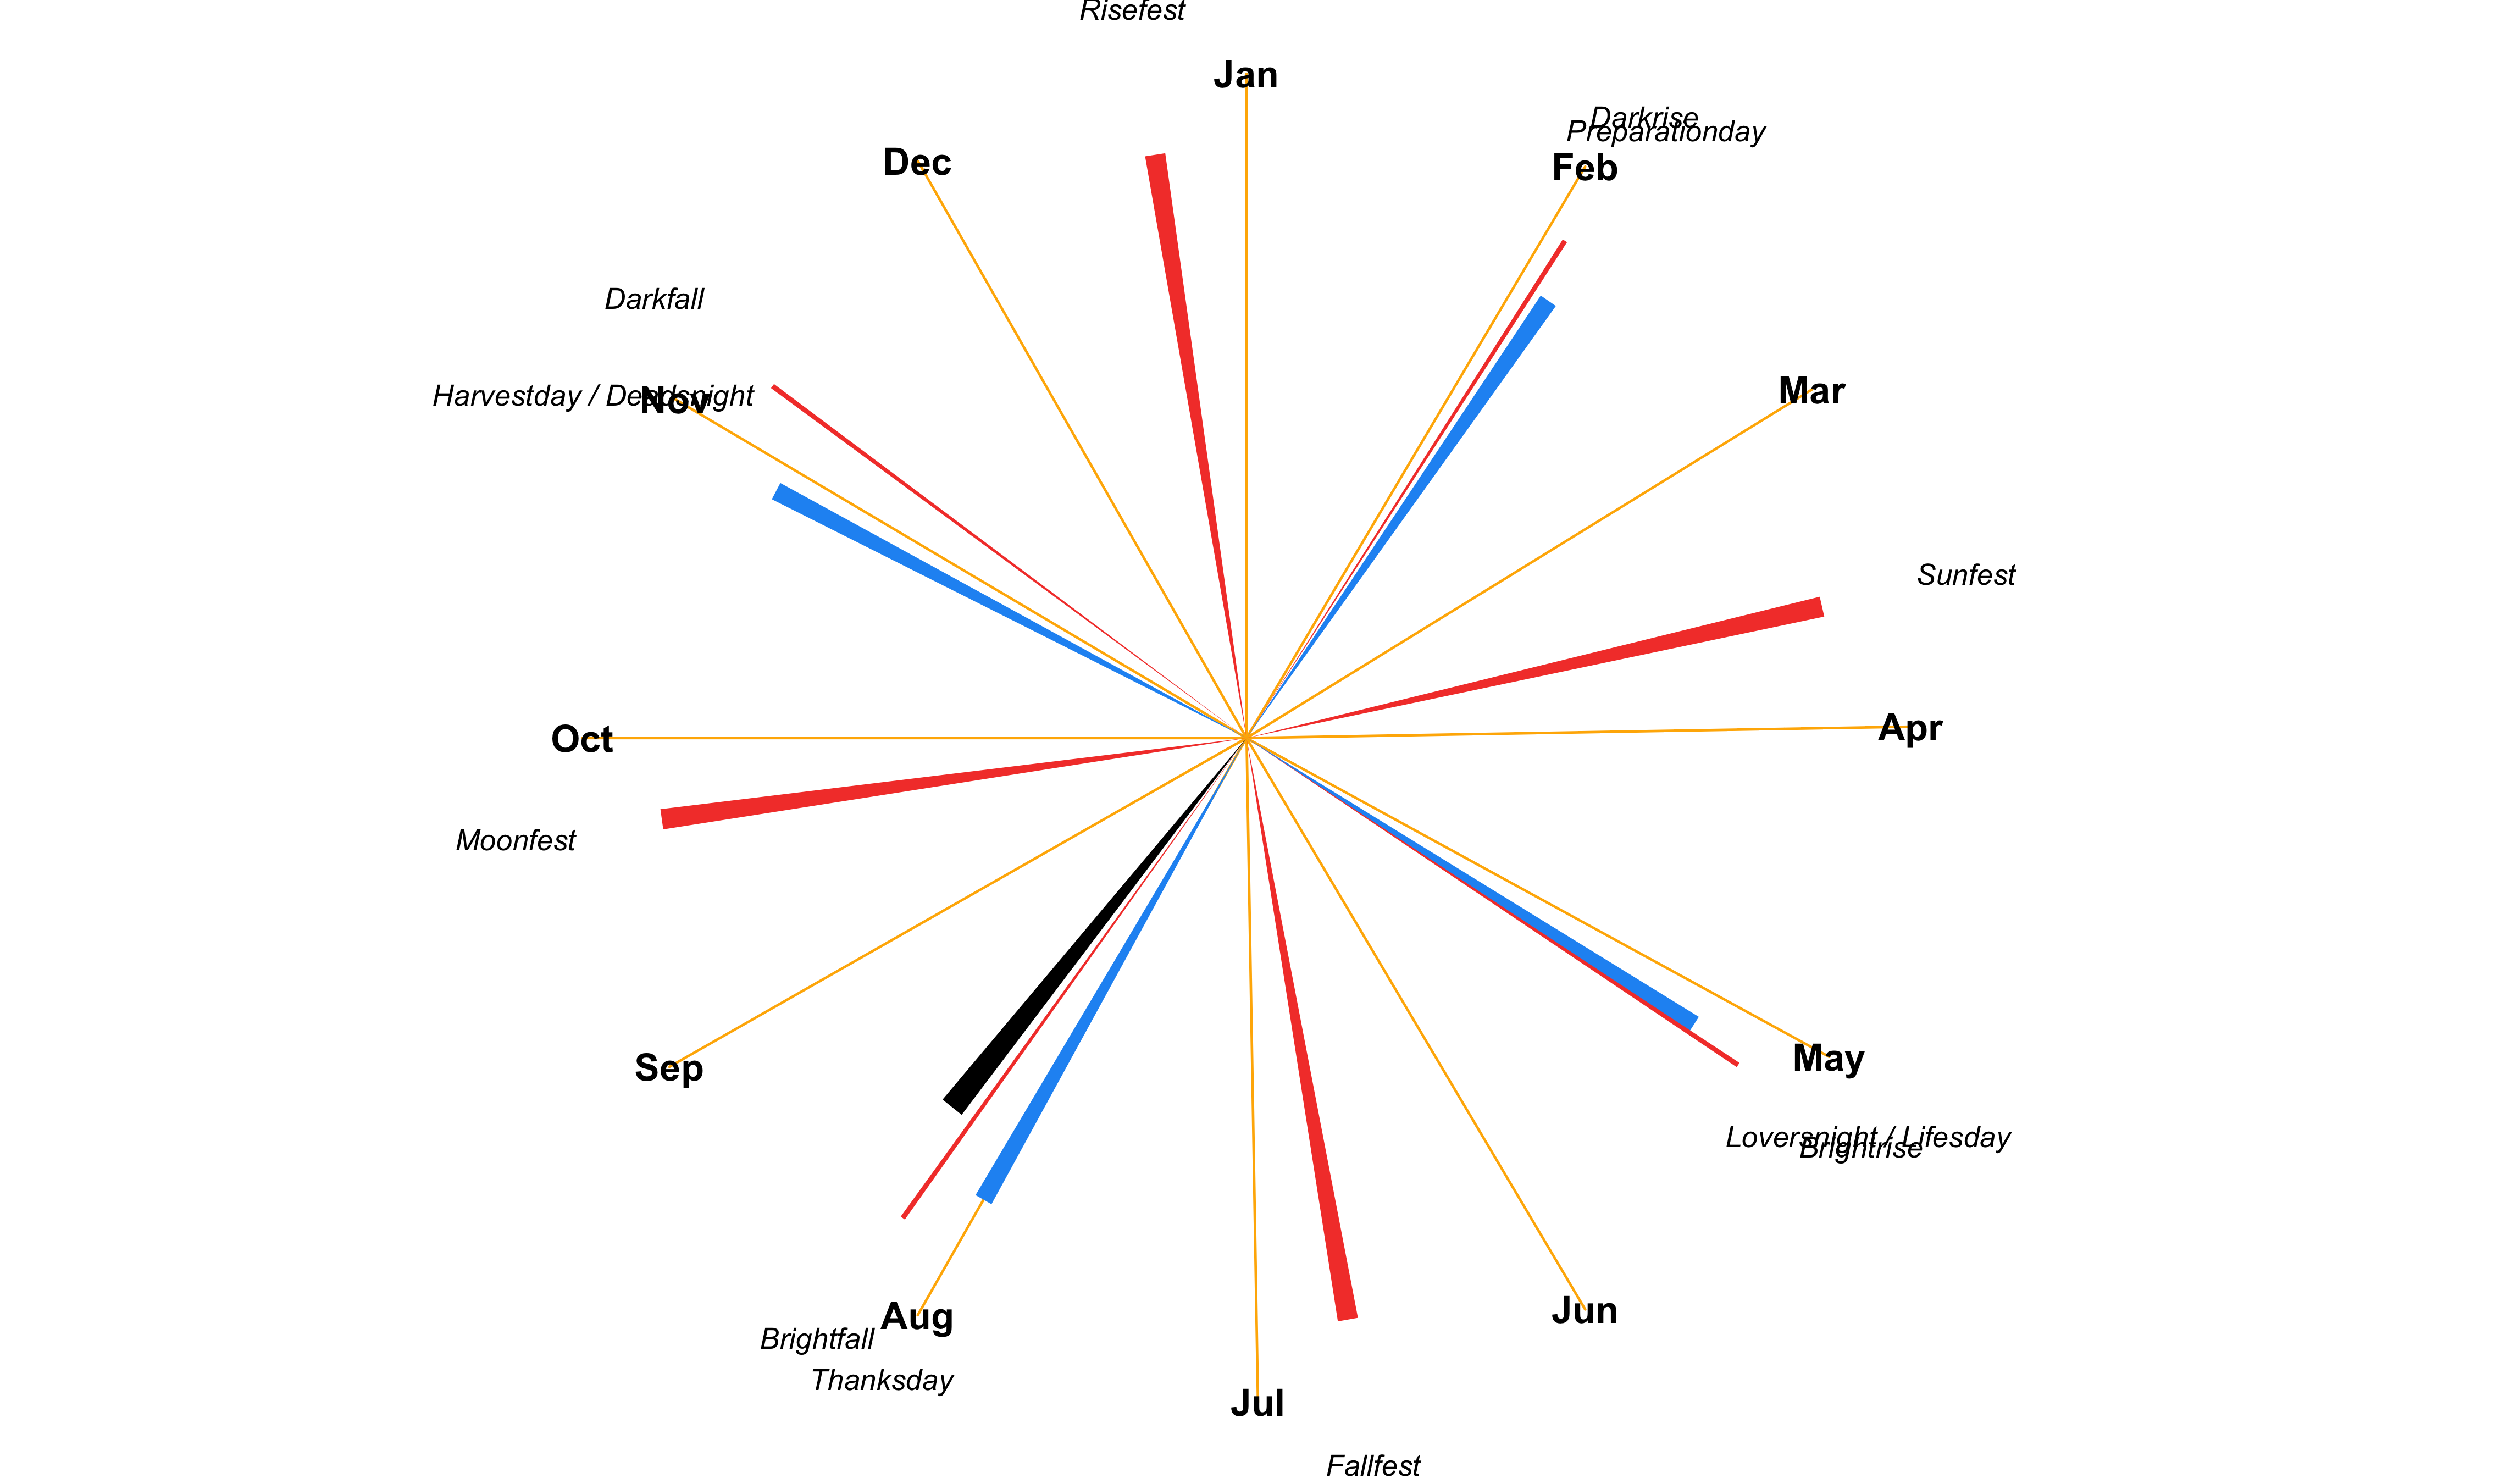 Risefest
Jan
Darkrise
Preparationday
Dec
Feb
Darkfall
Mar
Harvestday / Deadsnight
Nov
Sunfest
Apr
Oct
Moonfest
May
Sep
Loversnight / Lifesday
Brightrise
Jun
Aug
Brightfall
Thanksday
Jul
Fallfest